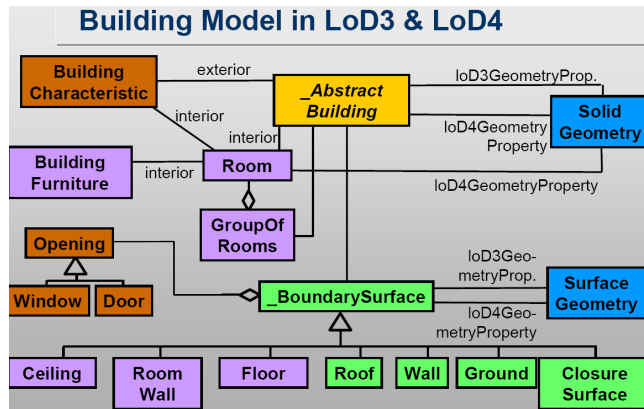 Building Model in LoD3 & LoD4
Building
Characteristic
exterior
_Abstract
Building
loD3GeometryProp.
Solid
Geometry
interior
interior
loD4Geometry
Property
Building
Furniture
interior
Room
loD4GeometryProperty
GroupOf
Rooms
Opening
Window
Door
_BoundarySurface
loD3Geo-
metryProp.
Surface
Geometry
loD4Geo-
metryProperty
Ceiling
Room
Wall
Floor
Roof
Wall
Ground
Closure
Surface